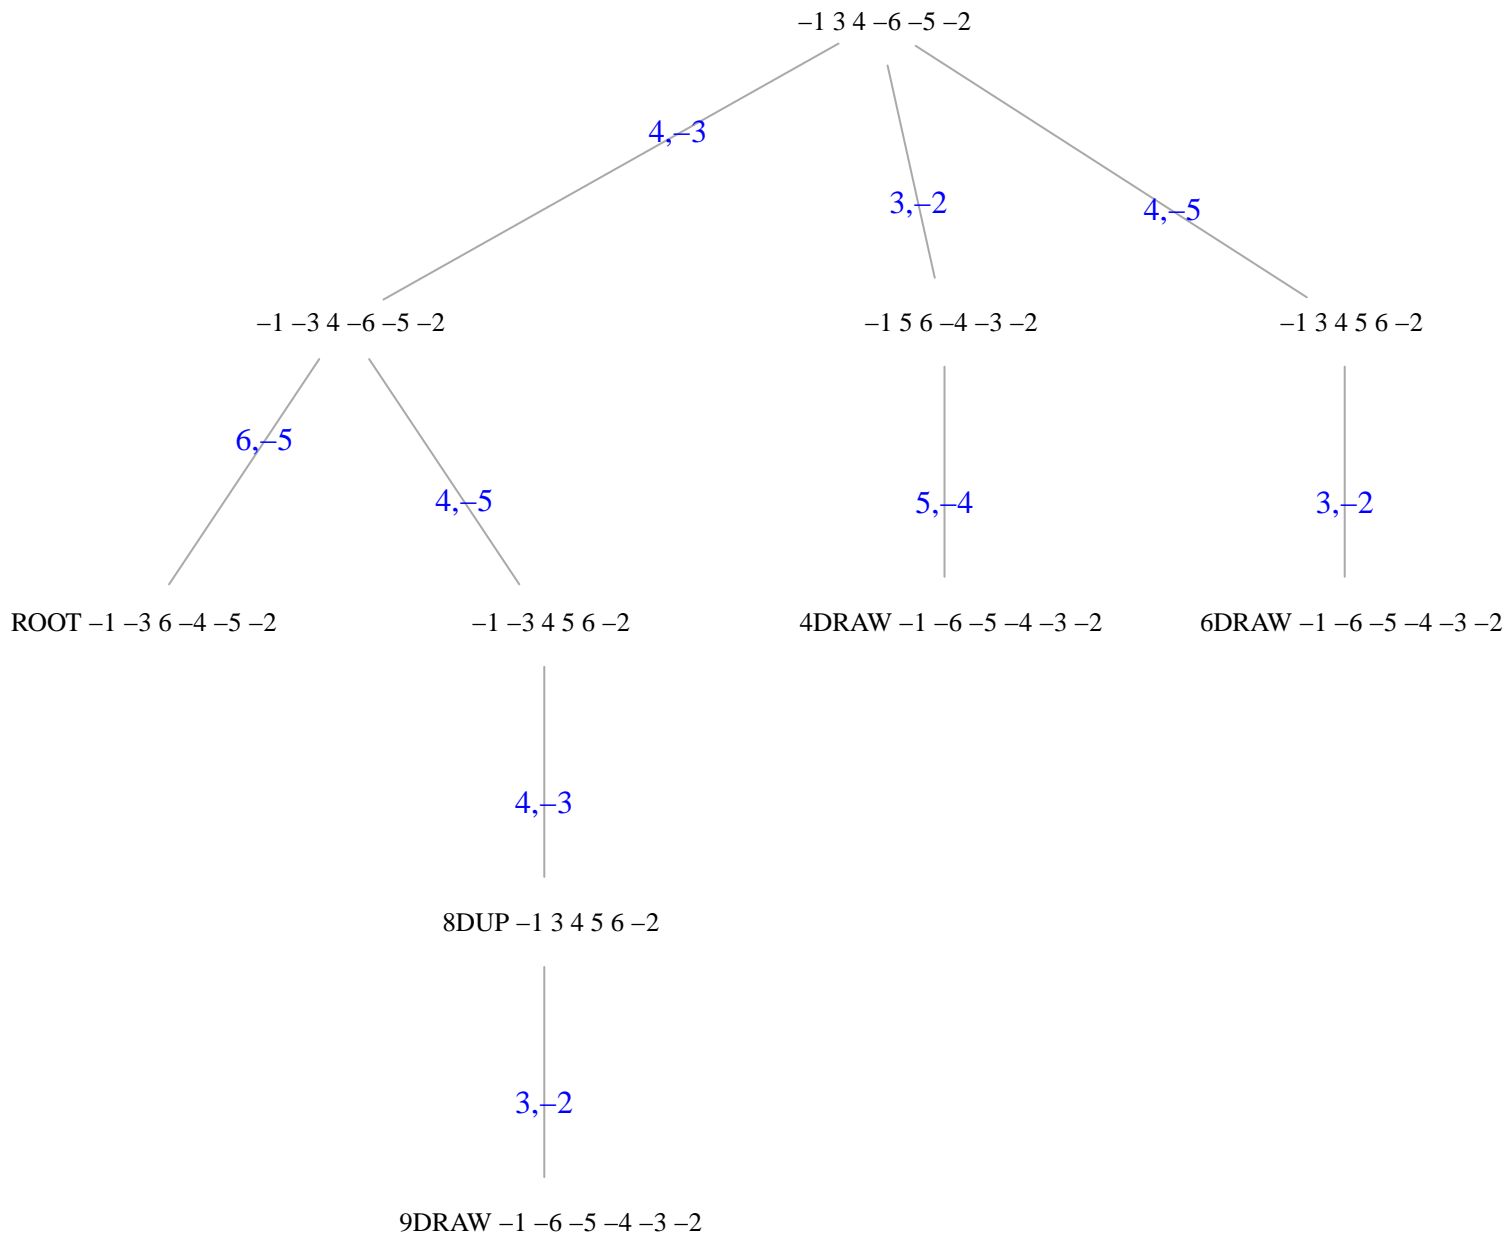 –1 3 4 –6 –5 –2
4,–3
3,–2
4,–5
–1 –3 4 –6 –5 –2
–1 5 6 –4 –3 –2
–1 3 4 5 6 –2
6,–5
4,–5
5,–4
3,–2
ROOT –1 –3 6 –4 –5 –2
–1 –3 4 5 6 –2
4DRAW –1 –6 –5 –4 –3 –2
6DRAW –1 –6 –5 –4 –3 –2
4,–3
8DUP –1 3 4 5 6 –2
3,–2
9DRAW –1 –6 –5 –4 –3 –2